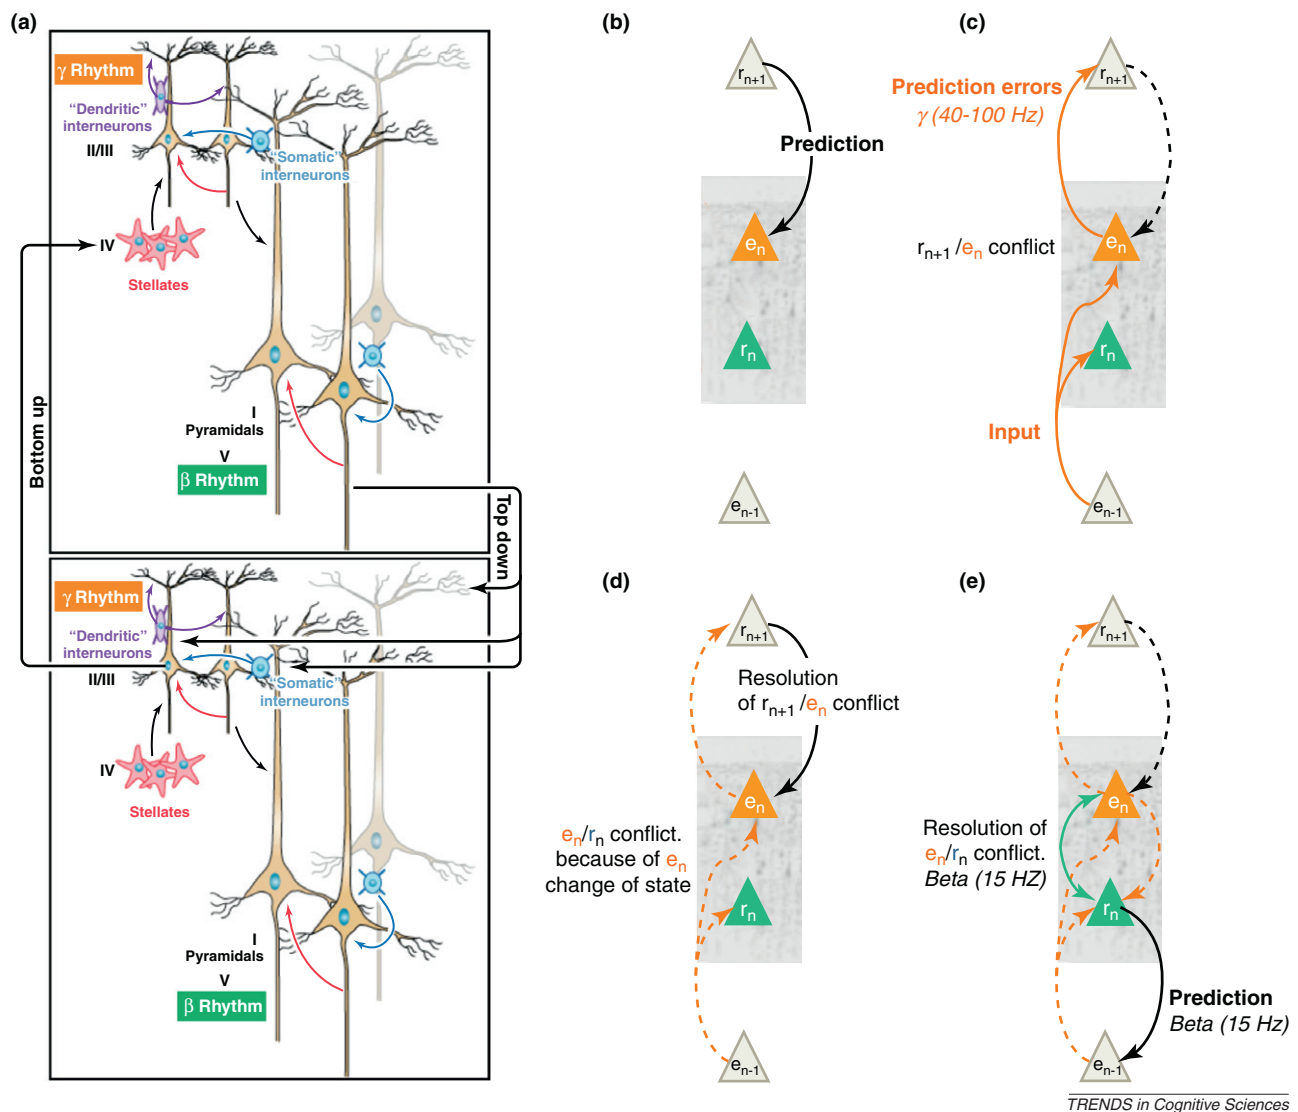 (a)
γ Rhythm
"Dendritic"
interneurons
II/III
"Somatic"
interneurons
IV
Stellates
I
Pyramidals
V
β Rhythm
Bottom up
Top down
γ Rhythm
"Dendritic"
interneurons
II/III
"Somatic"
interneurons
IV
Stellates
I
Pyramidals
V
β Rhythm
(b)
rn+1
Prediction
en
rn
en-1
(c)
rn+1
Prediction errors
γ (40-100 Hz)
en
rn+1/en conflict
rn
Input
en-1
(d)
rn+1
Resolution
of rn+1/en conflict
en
en/rn conflict.
because of en
change of state
rn
en-1
(e)
rn+1
en
Resolution of
en/rn conflict.
Beta (15 HZ)
rn
Prediction
Beta (15 Hz)
en-1
TRENDS in Cognitive Sciences